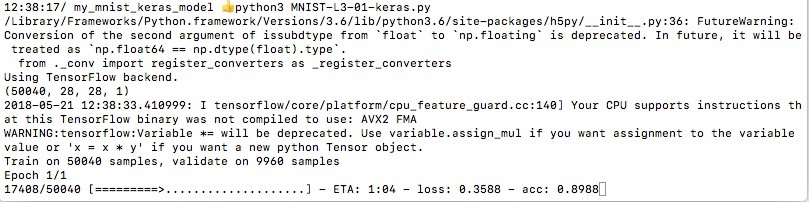 12:38:17/ my_mnist_keras_model 👍python3 MNIST-L3-01-keras.py
/Library/Frameworks/Python.framework/Versions/3.6/lib/python3.6/site-packages/h5py/__init__.py:36: FutureWarning:
Conversion of the second argument of issubdtype from `float` to `np.floating` is deprecated. In future, it will be
treated as `np.float64 == np.dtype(float).type`.
from ._conv import register_converters as _register_converters
Using TensorFlow backend.
(50040, 28, 28, 1)
2018-05-21 12:38:33.410999: I tensorflow/core/platform/cpu_feature_guard.cc:140] Your CPU supports instructions th
at this TensorFlow binary was not compiled to use: AVX2 FMA
WARNING:tensorflow:Variable *= will be deprecated. Use variable.assign_mul if you want assignment to the variable
value or 'x = x * y' if you want a new python Tensor object.
Train on 50040 samples, validate on 9960 samples
Epoch 1/1
17408/50040 [=========>....................] - ETA: 1:04 - loss: 0.3588 - acc: 0.8988